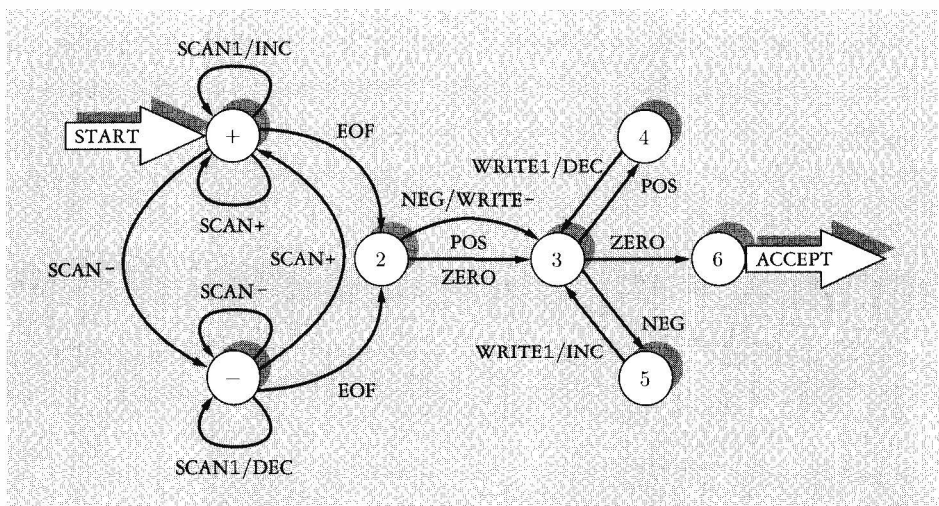 SCAN1/INC
START
+
EOF
4
WRITE1/DEC
POS
NEG/WRITE-
SCAN+
SCAN-
SCAN+
2
POS
ZERO
3
ZERO
6
ACCEPT
SCAN-
NEG
WRITE1/INC
−
EOF
5
SCAN1/DEC